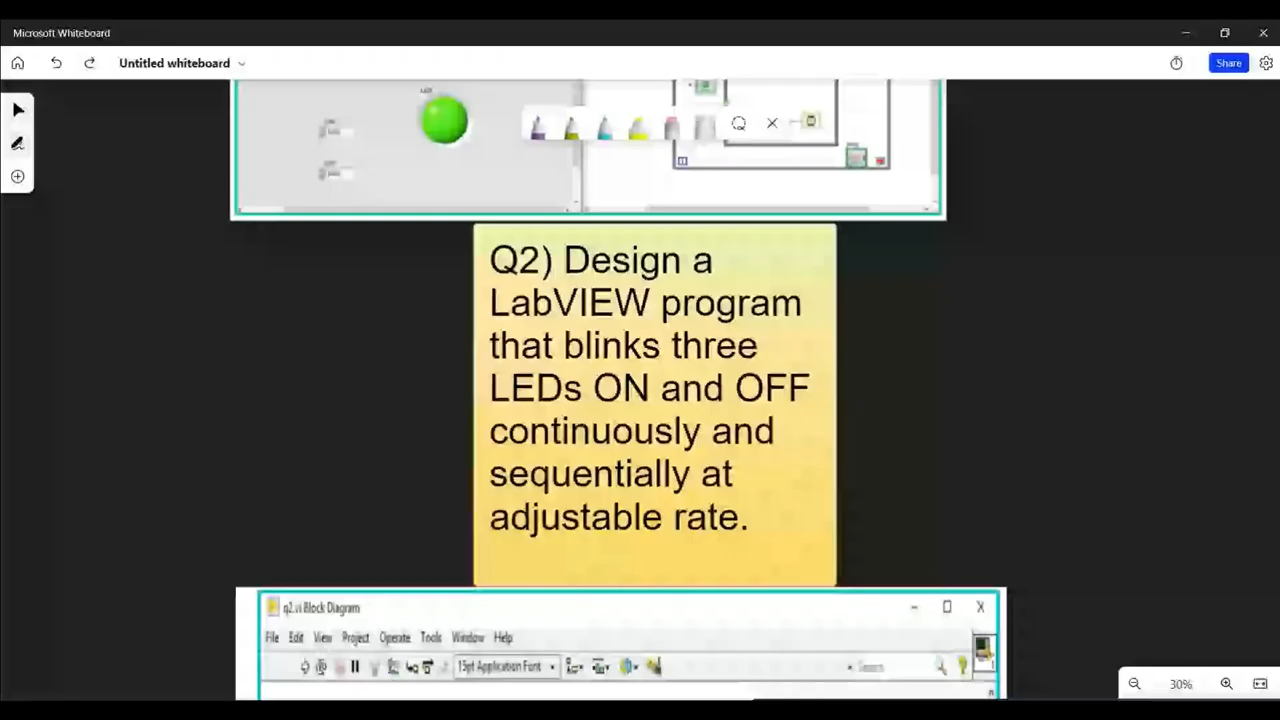 Microsoft Whiteboard
Untitled whiteboard
Share
Q2) Design a
LabVIEW program
that blinks three
LEDs ON and OFF
continuously and
sequentially at
adjustable rate.
q2.vi Block Diagram
File Edit View Project Operate Tools Window Help
15pt Application Font
Search
30%